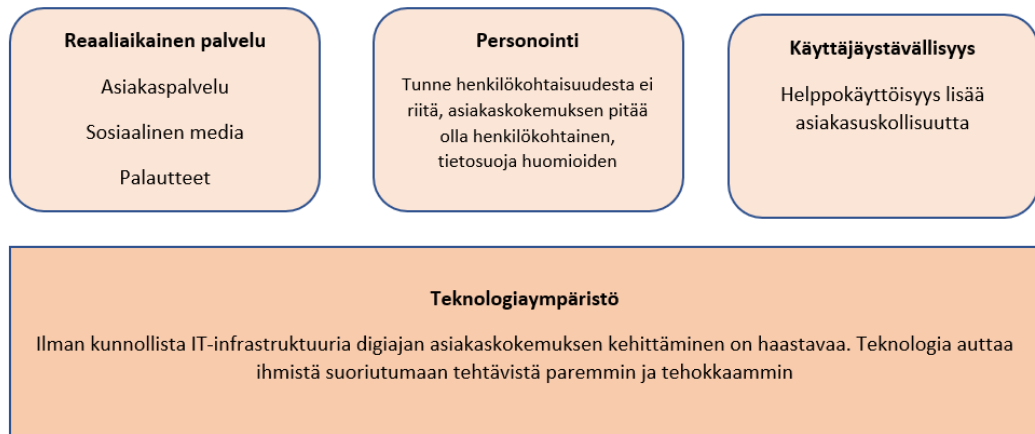 Reaaliaikainen palvelu
Asiakaspalvelu
Sosiaalinen media
Palautteet
Personointi
Tunne henkilökohtaisuudesta ei
riitä, asiakaskokemuksen pitää
olla henkilökohtainen,
tietosuoja huomioiden
Käyttäjäystävällisyys
Helppokäyttöisyys lisää
asiakasuskollisuutta
Teknologiaympäristö
Ilman kunnollista IT-infrastruktuuria digiajan asiakaskokemuksen kehittäminen on haastavaa. Teknologia auttaa
ihmistä suoriutumaan tehtävistä paremmin ja tehokkaammin